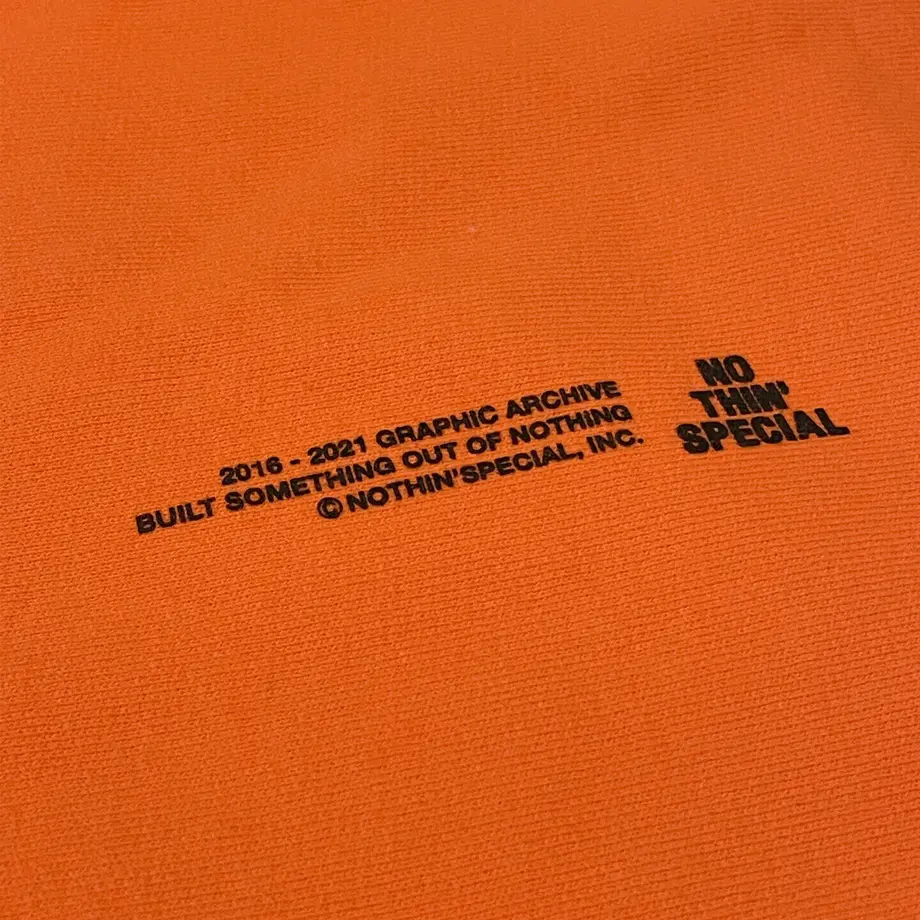 2016 - 2021 GRAPHIC ARCHIVE
BUILT SOMETHING OUT OF NOTHING
©NOTHIN'SPECIAL, INC.
NO
THIN'
SPECIAL